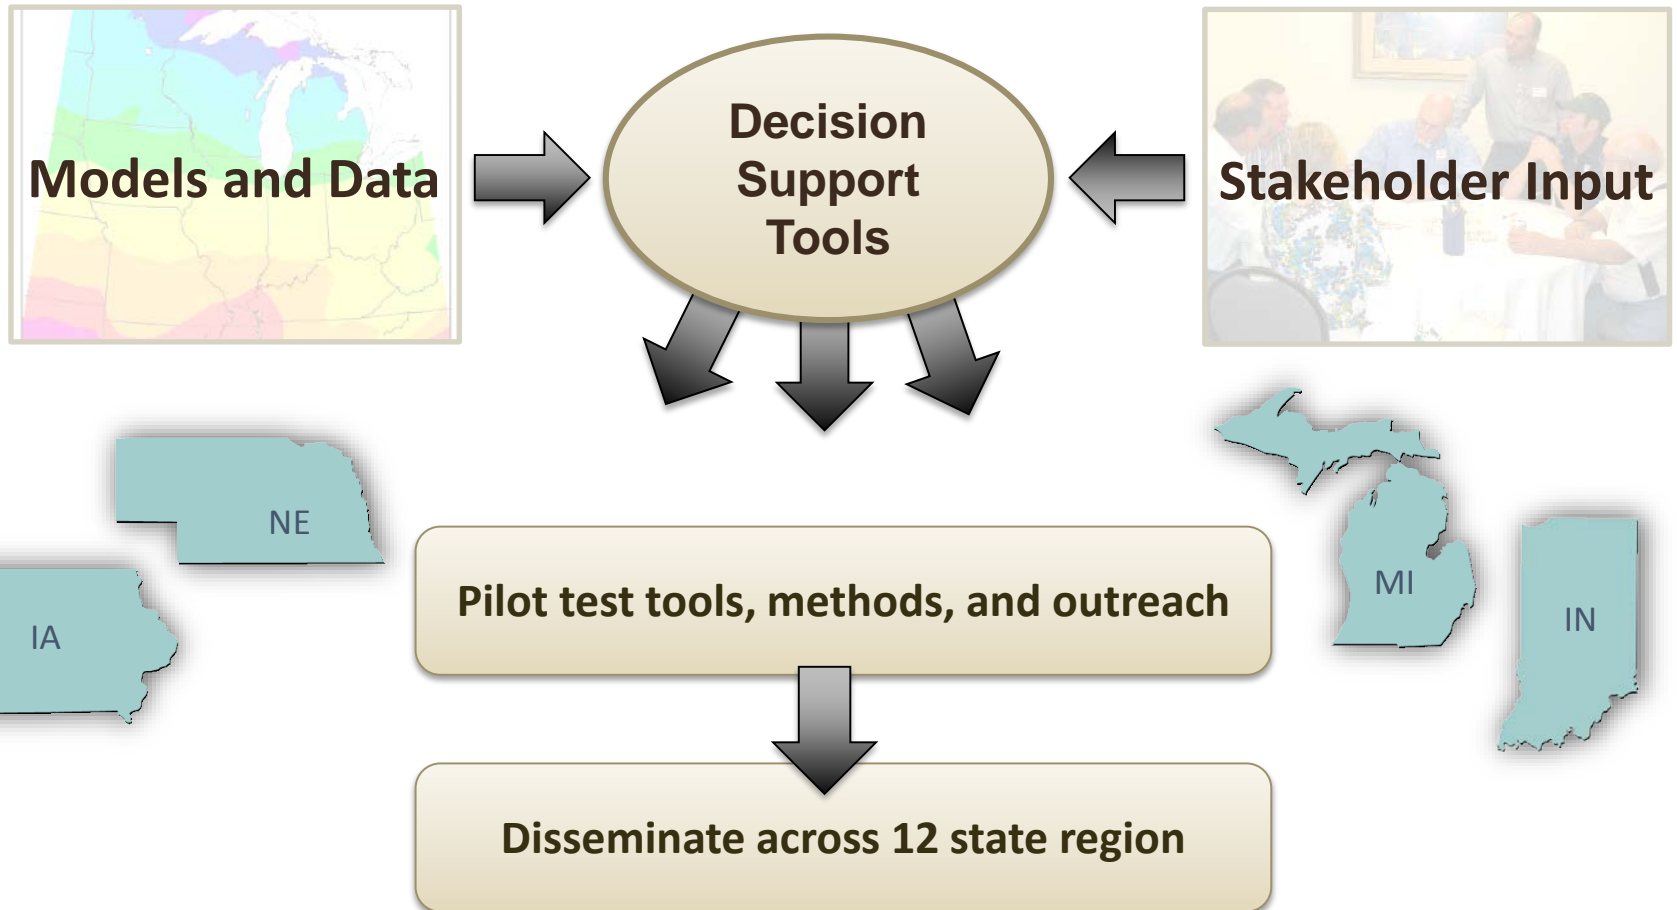 Models and Data
Decision
Support
Tools
Stakeholder Input
NE
IA
MI
IN
Pilot test tools, methods, and outreach
Disseminate across 12 state region